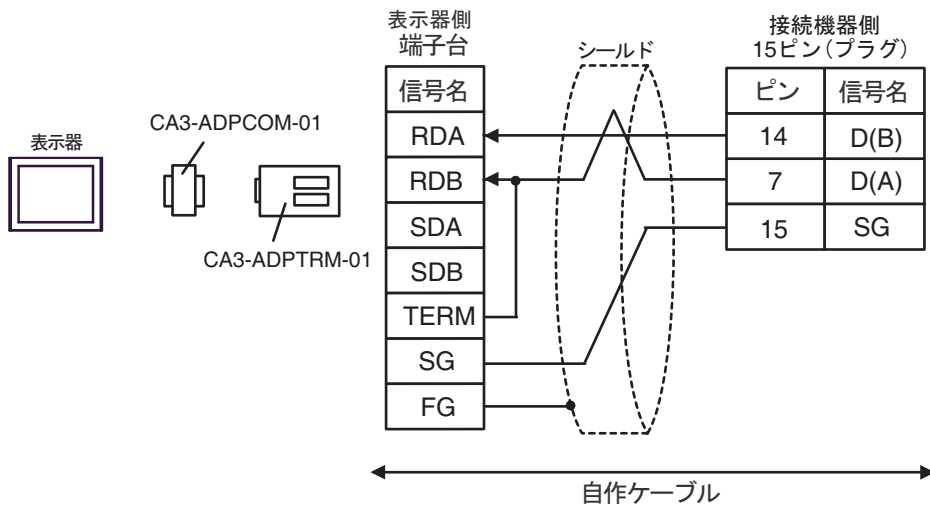 表示器
CA3-ADPCOM-01
CA3-ADPTRM-01
表示器側
端子台
信号名
RDA
RDB
SDA
SDB
TERM
SG
FG
シールド
接続機器側
15ピン(プラグ)
ピン 信号名
14 D(B)
7 D(A)
15 SG
自作ケーブル